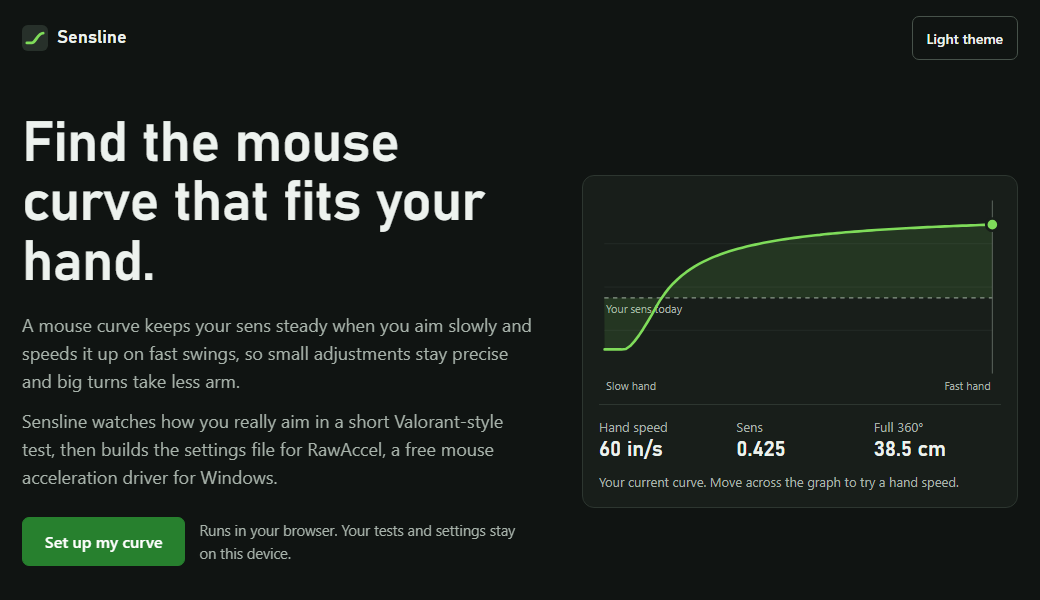 Sensline
Light theme
Find the mouse
curve that fits your
hand.
A mouse curve keeps your sens steady when you aim slowly and
speeds it up on fast swings, so small adjustments stay precise
and big turns take less arm.
Sensline watches how you really aim in a short Valorant-style
test, then builds the settings file for RawAccel, a free mouse
acceleration driver for Windows.
Set up my curve
Runs in your browser. Your tests and settings stay
on this device.
Your sens today
Slow hand
Fast hand
Hand speed
Sens
Full 360°
60 in/s
0.425
38.5 cm
Your current curve. Move across the graph to try a hand speed.